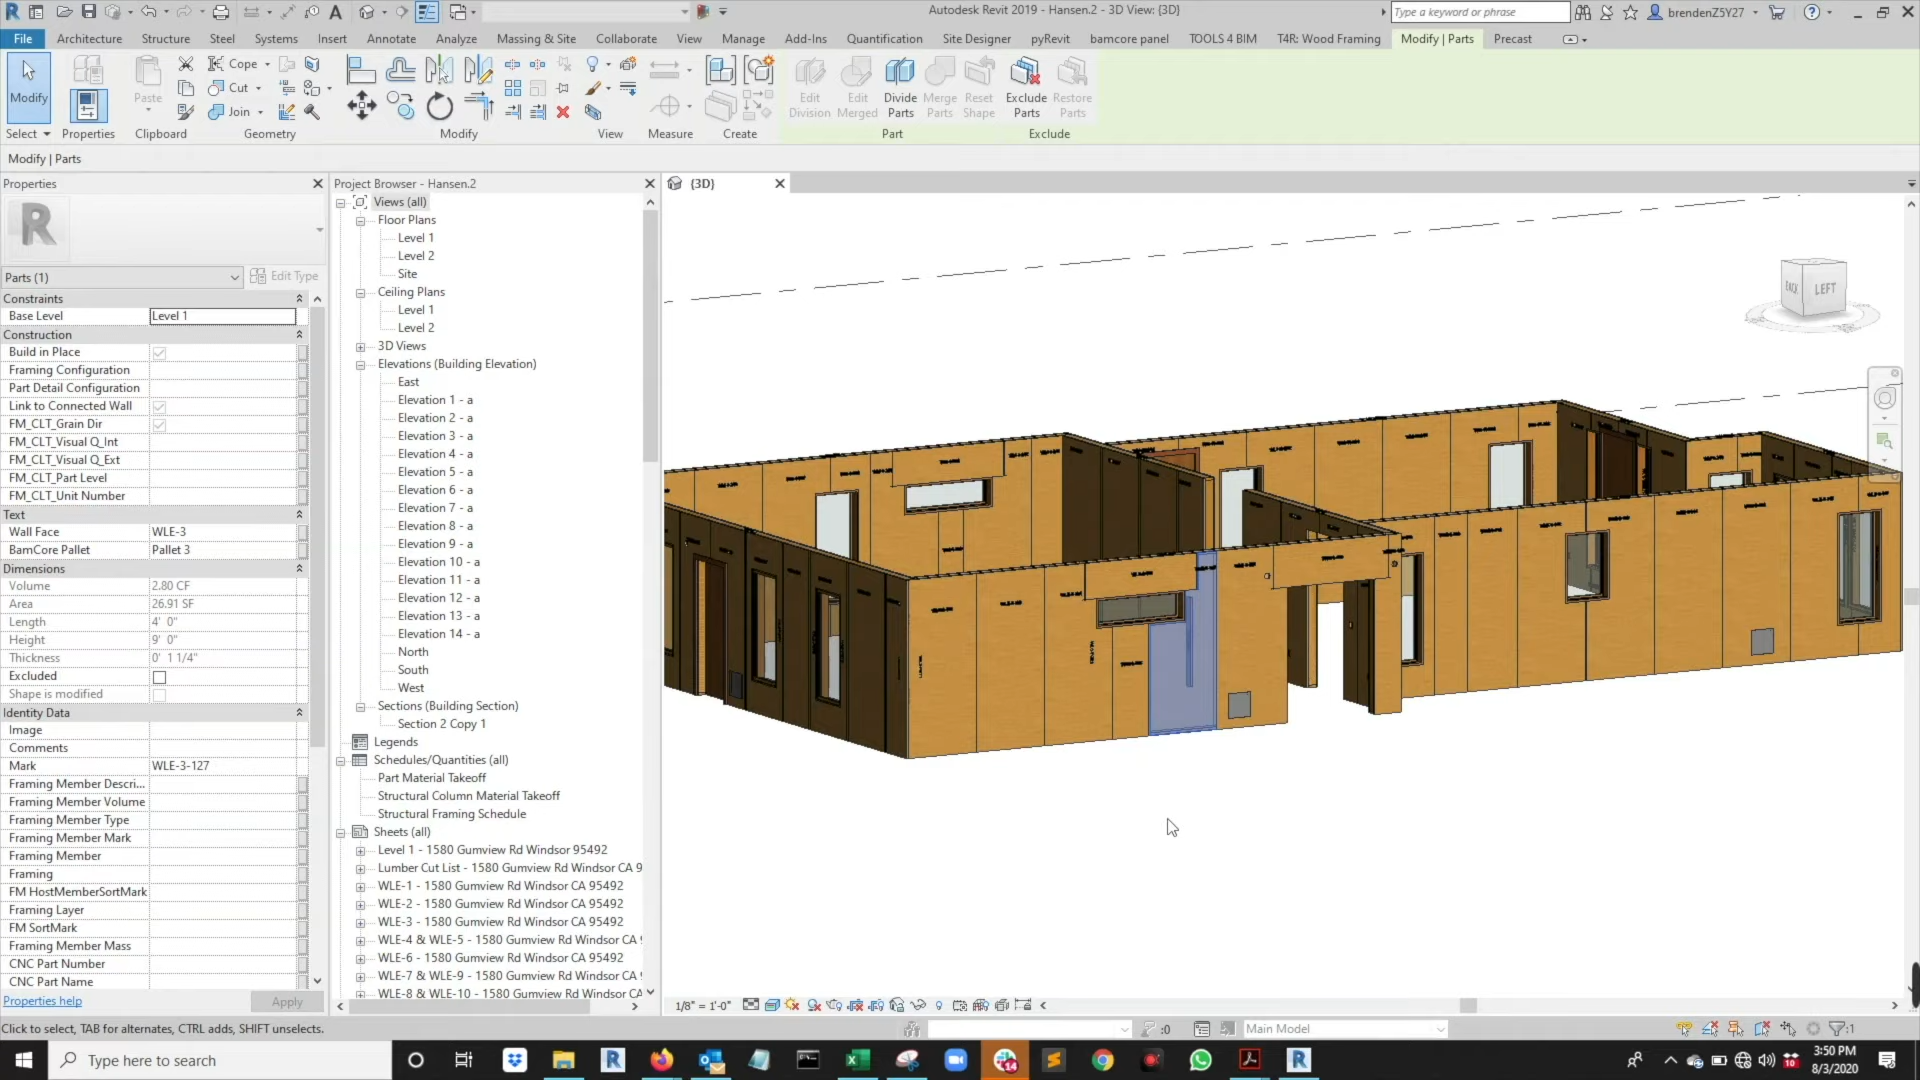 Autodesk Revit 2019 - Hansen.2 - 3D View: {3D}
Type a keyword or phrase
brendenZ5Y27
File Architecture Structure Steel Systems Insert Annotate Analyze Massing & Site Collaborate View Manage Add-Ins Quantification Site Designer pyRevit bamcore panel TOOLS 4 BIM T4R: Wood Framing Modify | Parts Precast
Modify
Paste
Cope
Cut
Join
Edit Division
Edit Merged
Divide Parts
Merge Parts
Reset Shape
Exclude Parts
Restore Parts
Select Properties Clipboard Geometry Modify View Measure Create Part Exclude
Modify | Parts
Properties
Parts (1)
Edit Type
Constraints
Base Level Level 1
Construction
Build in Place
Framing Configuration
Part Detail Configuration
Link to Connected Wall
FM_CLT_Grain Dir
FM_CLT_Visual Q_Int
FM_CLT_Visual Q_Ext
FM_CLT_Part Level
FM_CLT_Unit Number
Text
Wall Face WLE-3
BamCore Pallet Pallet 3
Dimensions
Volume 2.80 CF
Area 26.91 SF
Length 4' 0"
Height 9' 0"
Thickness 0' 1 1/4"
Excluded
Shape is modified
Identity Data
Image
Comments
Mark WLE-3-127
Framing Member Descri...
Framing Member Volume
Framing Member Type
Framing Member Mark
Framing Member
Framing
FM HostMemberSortMark
Framing Layer
FM SortMark
Framing Member Mass
CNC Part Number
CNC Part Name
Properties help
Apply
Project Browser - Hansen.2
Views (all)
Floor Plans
Level 1
Level 2
Site
Ceiling Plans
Level 1
Level 2
3D Views
Elevations (Building Elevation)
East
Elevation 1 - a
Elevation 2 - a
Elevation 3 - a
Elevation 4 - a
Elevation 5 - a
Elevation 6 - a
Elevation 7 - a
Elevation 8 - a
Elevation 9 - a
Elevation 10 - a
Elevation 11 - a
Elevation 12 - a
Elevation 13 - a
Elevation 14 - a
North
South
West
Sections (Building Section)
Section 2 Copy 1
Legends
Schedules/Quantities (all)
Part Material Takeoff
Structural Column Material Takeoff
Structural Framing Schedule
Sheets (all)
Level 1 - 1580 Gumview Rd Windsor 95492
Lumber Cut List - 1580 Gumview Rd Windsor CA 9
WLE-1 - 1580 Gumview Rd Windsor CA 95492
WLE-2 - 1580 Gumview Rd Windsor CA 95492
WLE-3 - 1580 Gumview Rd Windsor CA 95492
WLE-4 & WLE-5 - 1580 Gumview Rd Windsor CA
WLE-6 - 1580 Gumview Rd Windsor CA 95492
WLE-7 & WLE-9 - 1580 Gumview Rd Windsor CA
WLE-8 & WLE-10 - 1580 Gumview Rd Windsor CA
{3D}
BACK LEFT
1/8" = 1'-0"
Click to select, TAB for alternates, CTRL adds, SHIFT unselects.
:0
Main Model
:1
Type here to search
14
10
3:50 PM
8/3/2020